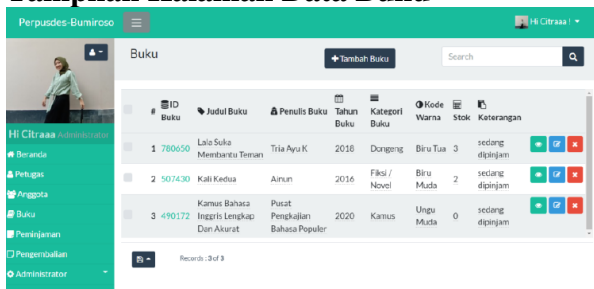 Tampilan Halaman Data Buku
Perpusdes-Bumiroso
Hi Citraaa !
Buku
+Tambah Buku
Search
Hi Citraaa Administrator
Beranda
Petugas
Anggota
Buku
Peminjaman
Pengembalian
Administrator
# ID Buku Judul Buku Penulis Buku Tahun Buku Kategori Buku Kode Warna Stok Keterangan
1 780650 Lala Suka Membantu Teman Tria Ayu K 2018 Dongeng Biru Tua 3 sedang dipinjam
2 507430 Kali Kedua Ainun 2016 Fiksi / Novel Biru Muda 2 sedang dipinjam
3 490172 Kamus Bahasa Inggris Lengkap Dan Akurat Pusat Pengkajian Bahasa Populer 2020 Kamus Ungu Muda 0 sedang dipinjam
Records : 3 of 3